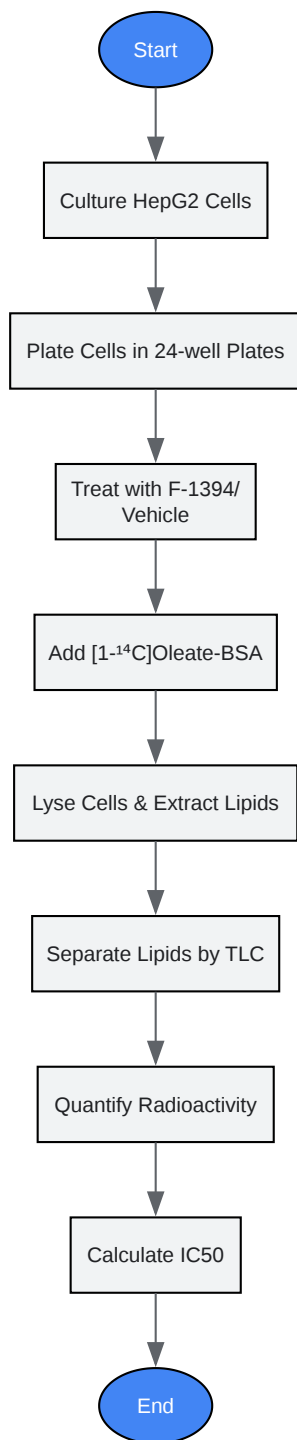 Start
Culture HepG2 Cells
Plate Cells in 24-well Plates
Treat with F-1394/
Vehicle
Add [1-¹⁴C]Oleate-BSA
Lyse Cells & Extract Lipids
Separate Lipids by TLC
Quantify Radioactivity
Calculate IC50
End